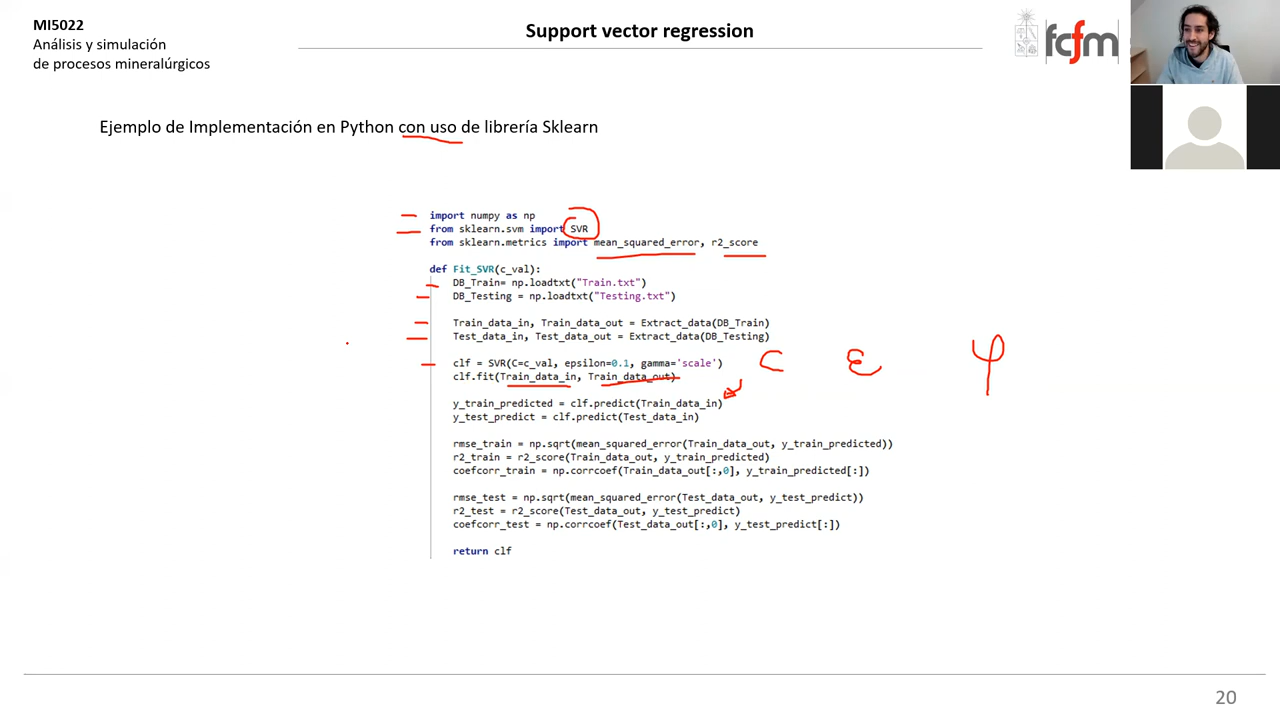 MI5022
Análisis y simulación
de procesos mineralúrgicos
Support vector regression
fcfm
Ejemplo de Implementación en Python con uso de librería Sklearn
import numpy as np
from sklearn.svm import SVR
from sklearn.metrics import mean_squared_error, r2_score
def Fit_SVR(c_val):
DB_Train= np.loadtxt("Train.txt")
DB_Testing = np.loadtxt("Testing.txt")
Train_data_in, Train_data_out = Extract_data(DB_Train)
Test_data_in, Test_data_out = Extract_data(DB_Testing)
clf = SVR(C=c_val, epsilon=0.1, gamma='scale')
C ε φ
clf.fit(Train_data_in, Train_data_out)
y_train_predicted = clf.predict(Train_data_in)
y_test_predict = clf.predict(Test_data_in)
rmse_train = np.sqrt(mean_squared_error(Train_data_out, y_train_predicted))
r2_train = r2_score(Train_data_out, y_train_predicted)
coefcorr_train = np.corrcoef(Train_data_out[:,0], y_train_predicted[:])
rmse_test = np.sqrt(mean_squared_error(Test_data_out, y_test_predict))
r2_test = r2_score(Test_data_out, y_test_predict)
coefcorr_test = np.corrcoef(Test_data_out[:,0], y_test_predict[:])
return clf
20